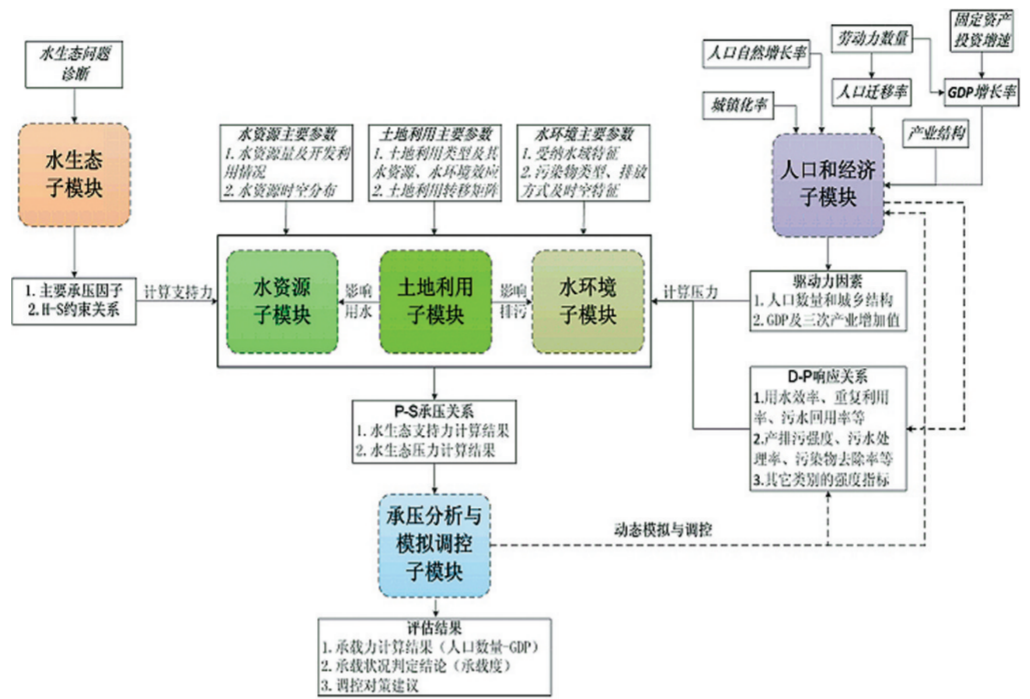 水生态问题
诊断
水生态
子模块
1. 主要承压因子
2.H-S约束关系
计算支持力
水资源主要参数
1. 水资源量及开发利
用情况
2. 水资源时空分布
土地利用主要参数
1. 土地利用类型及其
水资源、水环境效应
2. 土地利用转移矩阵
水环境主要参数
1. 受纳水域特征
2. 污染物类型、排放
方式及时空特征
水资源
子模块
影响
用水
土地利用
子模块
影响
排污
水环境
子模块
计算压力
人口自然增长率
劳动力数量
固定资产
投资增速
城镇化率
人口迁移率
GDP增长率
产业结构
人口和经济
子模块
驱动力因素
1. 人口数量和城乡结构
2. GDP及三次产业增加值
D-P响应关系
1.用水效率、重复利用
率、污水回用率等
2.产排污强度、污水处
理率、污染物去除率等
3.其它类别的强度指标
P-S承压关系
1. 水生态支持力计算结果
2. 水生态压力计算结果
承压分析与
模拟调控
子模块
动态模拟与调控
评估结果
1. 承载力计算结果（人口数量-GDP）
2. 承载状况判定结论（承载度）
3. 调控对策建议